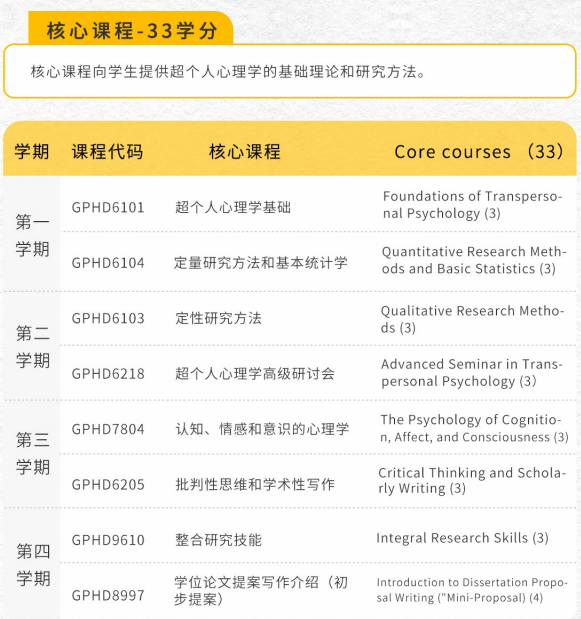 核心课程-33学分
核心课程向学生提供超个人心理学的基础理论和研究方法。
学期 课程代码 核心课程 Core courses （33）
第一
学期
GPHD6101 超个人心理学基础
Foundations of Transperso-
nal Psychology (3)
GPHD6104 定量研究方法和基本统计学
Quantitative Research Meth-
ods and Basic Statistics (3)
第二
学期
GPHD6103 定性研究方法
Qualitative Research Metho-
ds (3)
GPHD6218 超个人心理学高级研讨会
Advanced Seminar in Trans-
personal Psychology (3）
第三
学期
GPHD7804 认知、情感和意识的心理学
The Psychology of Cognitio-
n, Affect, and Consciousness (3)
GPHD6205 批判性思维和学术性写作
Critical Thinking and Schola-
rly Writing (3)
第四
学期
GPHD9610 整合研究技能
Integral Research Skills (3)
GPHD8997
学位论文提案写作介绍（初
步提案）
Introduction to Dissertation Propo-
sal Writing ("Mini-Proposal) (4)